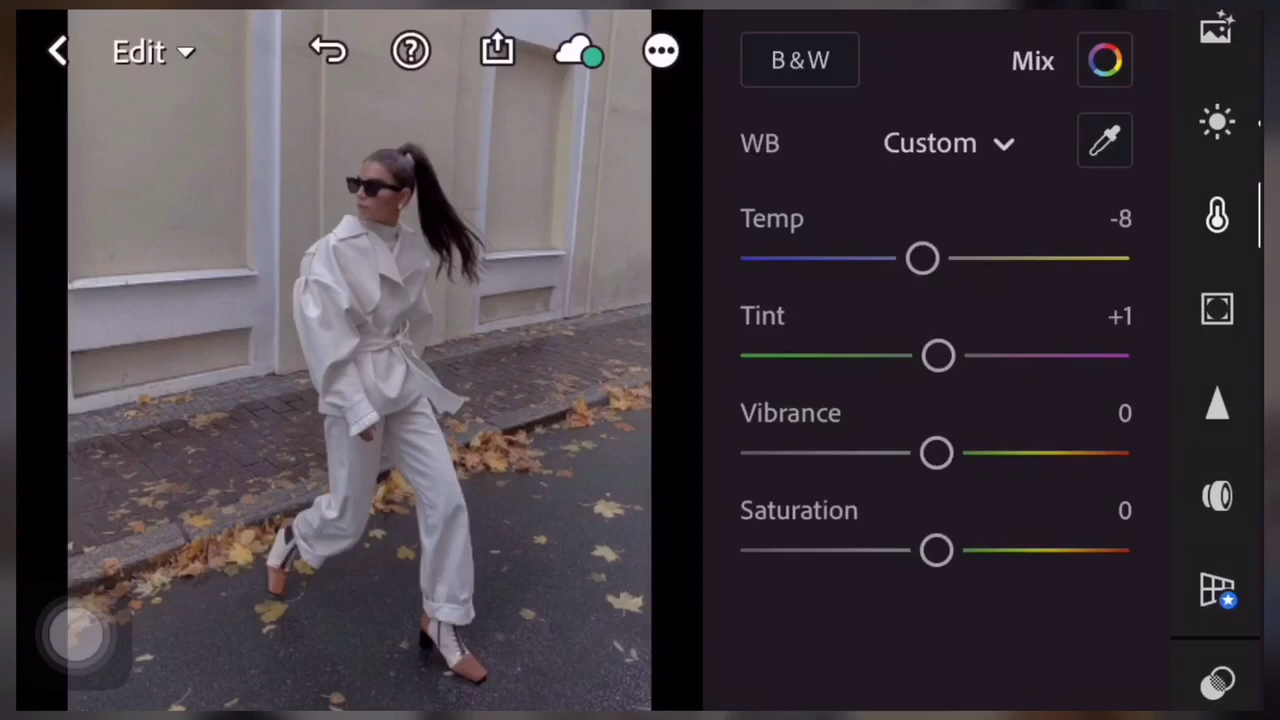 Edit
B&W
Mix
WB
Custom
Temp
-8
Tint
+1
Vibrance
0
Saturation
0